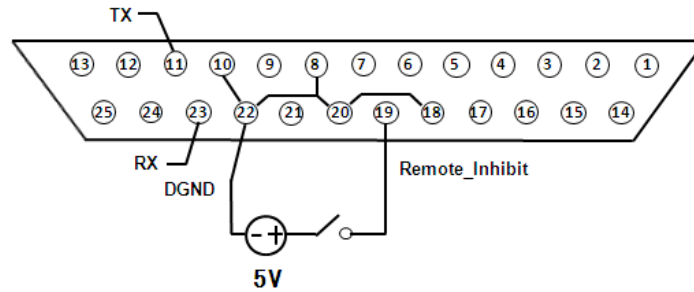 TX
13 12 11 10 9 8 7 6 5 4 3 2 1
25 24 23 22 21 20 19 18 17 16 15 14
RX
Remote_Inhibit
DGND
- +
5V